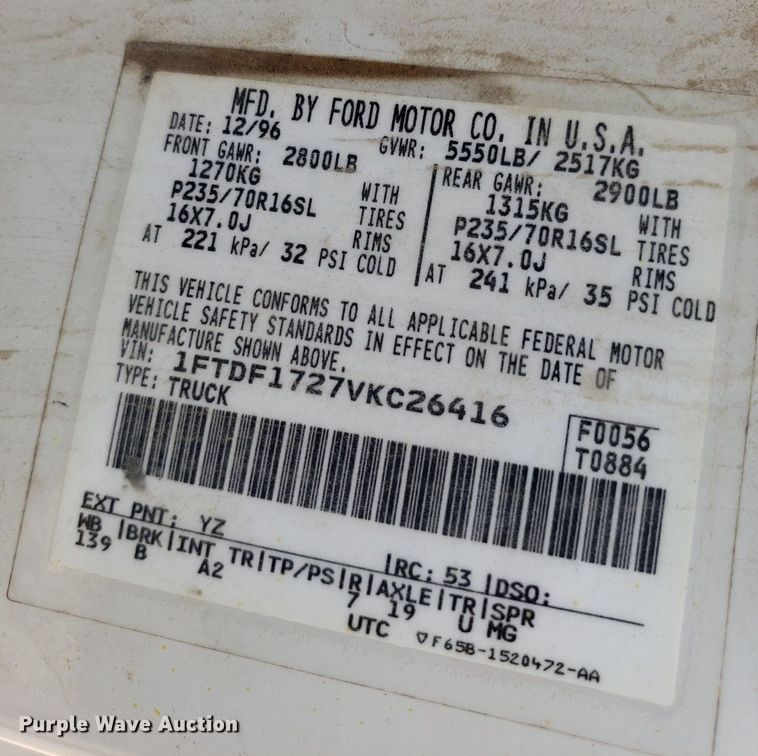 MFD. BY FORD MOTOR CO. IN U.S.A.
DATE: 12/96 GVWR: 5550LB/ 2517KG
FRONT GAWR: 2800LB
1270KG WITH
P235/70R16SL TIRES
16X7.0J RIMS
AT 221 kPa/ 32 PSI COLD
REAR GAWR: 2900LB
1315KG WITH
P235/70R16SL TIRES
16X7.0J RIMS
AT 241 kPa/ 35 PSI COLD
THIS VEHICLE CONFORMS TO ALL APPLICABLE FEDERAL MOTOR
VEHICLE SAFETY STANDARDS IN EFFECT ON THE DATE OF
MANUFACTURE SHOWN ABOVE.
VIN: 1FTDF1727VKC26416
TYPE: TRUCK
F0056
T0884
EXT PNT: YZ RC: 53 DSO:
WB BRK INT TR TP/PS R AXLE TR SPR
139 B A2 7 19 U MG
UTC ▽F65B-1520472-AA
Purple Wave Auction